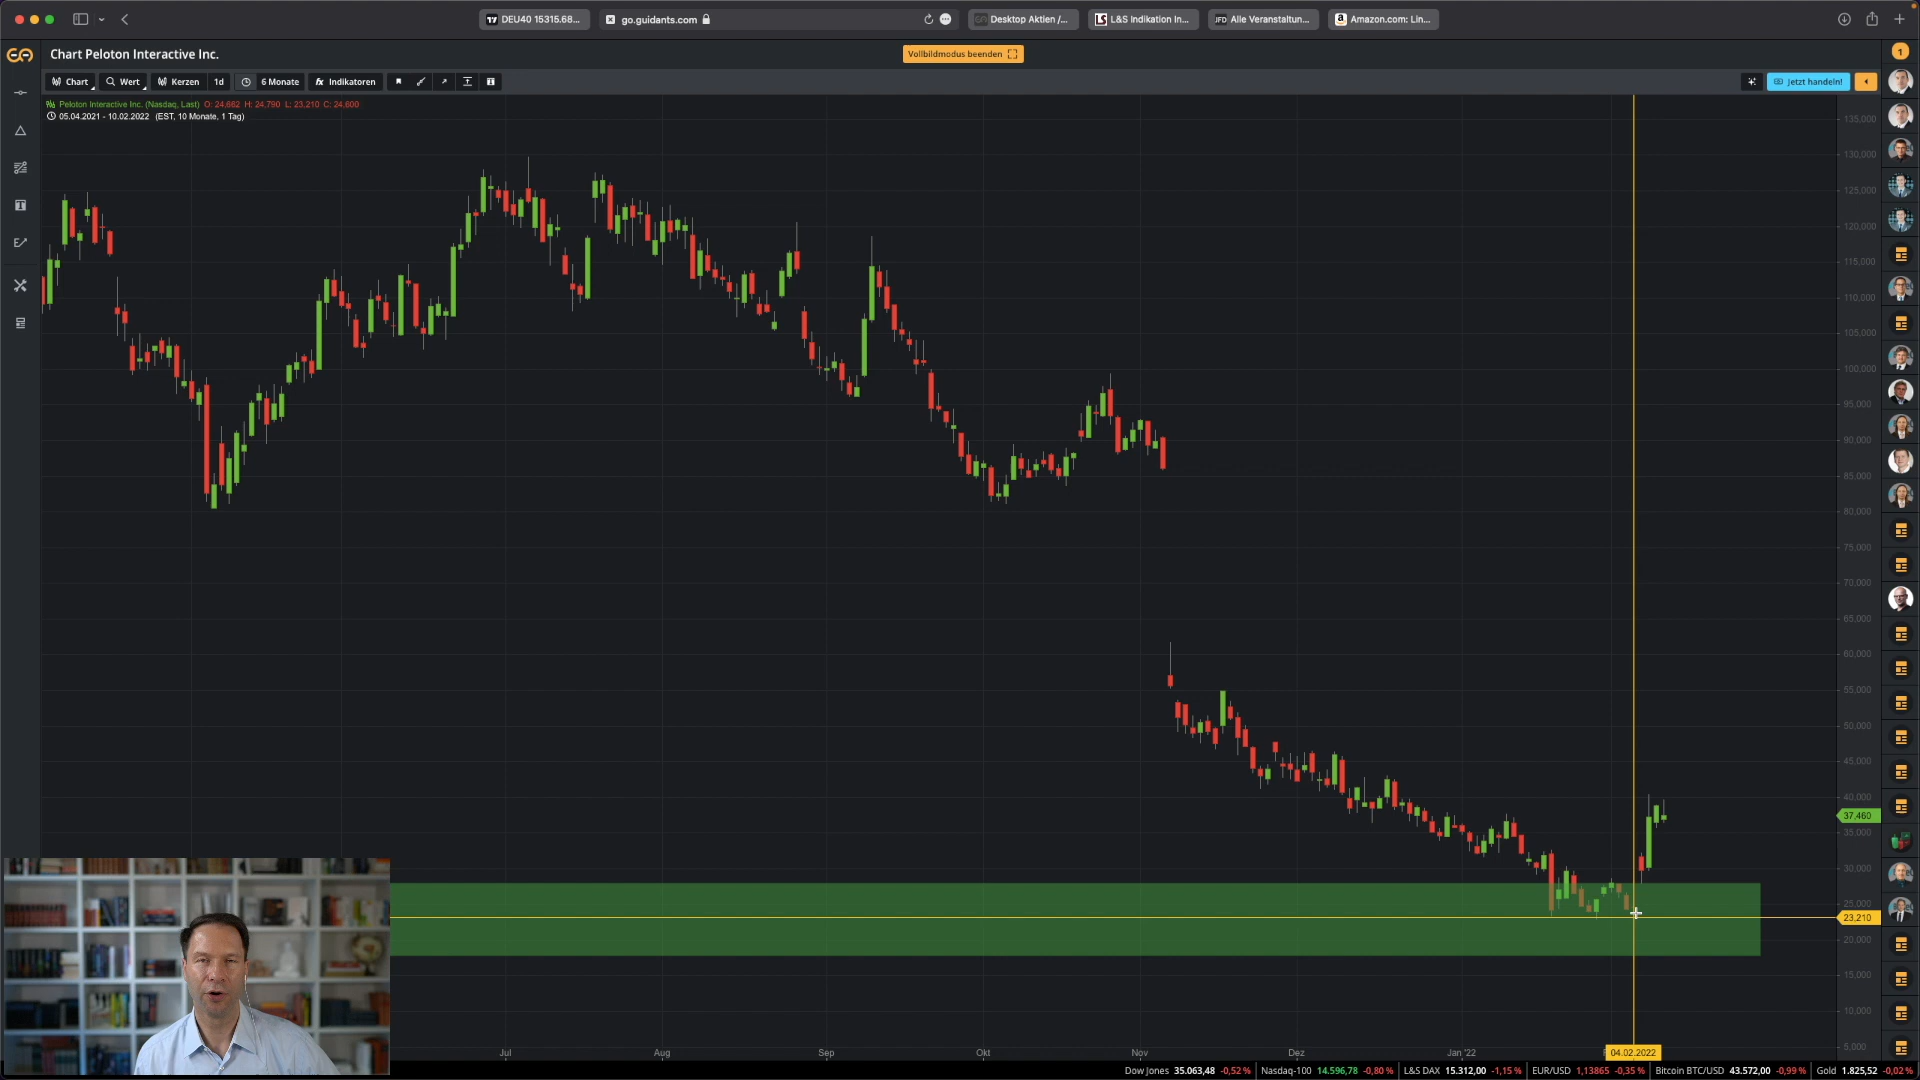 DEU40 15315.68...
go.guidants.com
Desktop Aktien /...
L&S Indikation In...
JFD Alle Veranstaltun...
Amazon.com: Lin...
Chart Peloton Interactive Inc.
Vollbildmodus beenden
1
Chart
Wert
Kerzen
1d
6 Monate
fx Indikatoren
Jetzt handeln!
Peloton Interactive Inc. (Nasdaq, Last) O: 24,662 H: 24,790 L: 23,210 C: 24,600
05.04.2021 - 10.02.2022 (EST, 10 Monate, 1 Tag)
135,000
130,000
125,000
120,000
115,000
110,000
105,000
100,000
95,000
90,000
85,000
80,000
75,000
70,000
65,000
60,000
55,000
50,000
45,000
40,000
37,460
35,000
30,000
25,000
23,210
20,000
15,000
10,000
5,000
Jul
Aug
Sep
Okt
Nov
Dez
Jan '22
04.02.2022
Dow Jones 35.063,48 -0,52 %
Nasdaq-100 14.596,78 -0,80 %
L&S DAX 15.312,00 -1,15 %
EUR/USD 1,13865 -0,35 %
Bitcoin BTC/USD 43.572,00 -0,99 %
Gold 1.825,52 -0,02 %